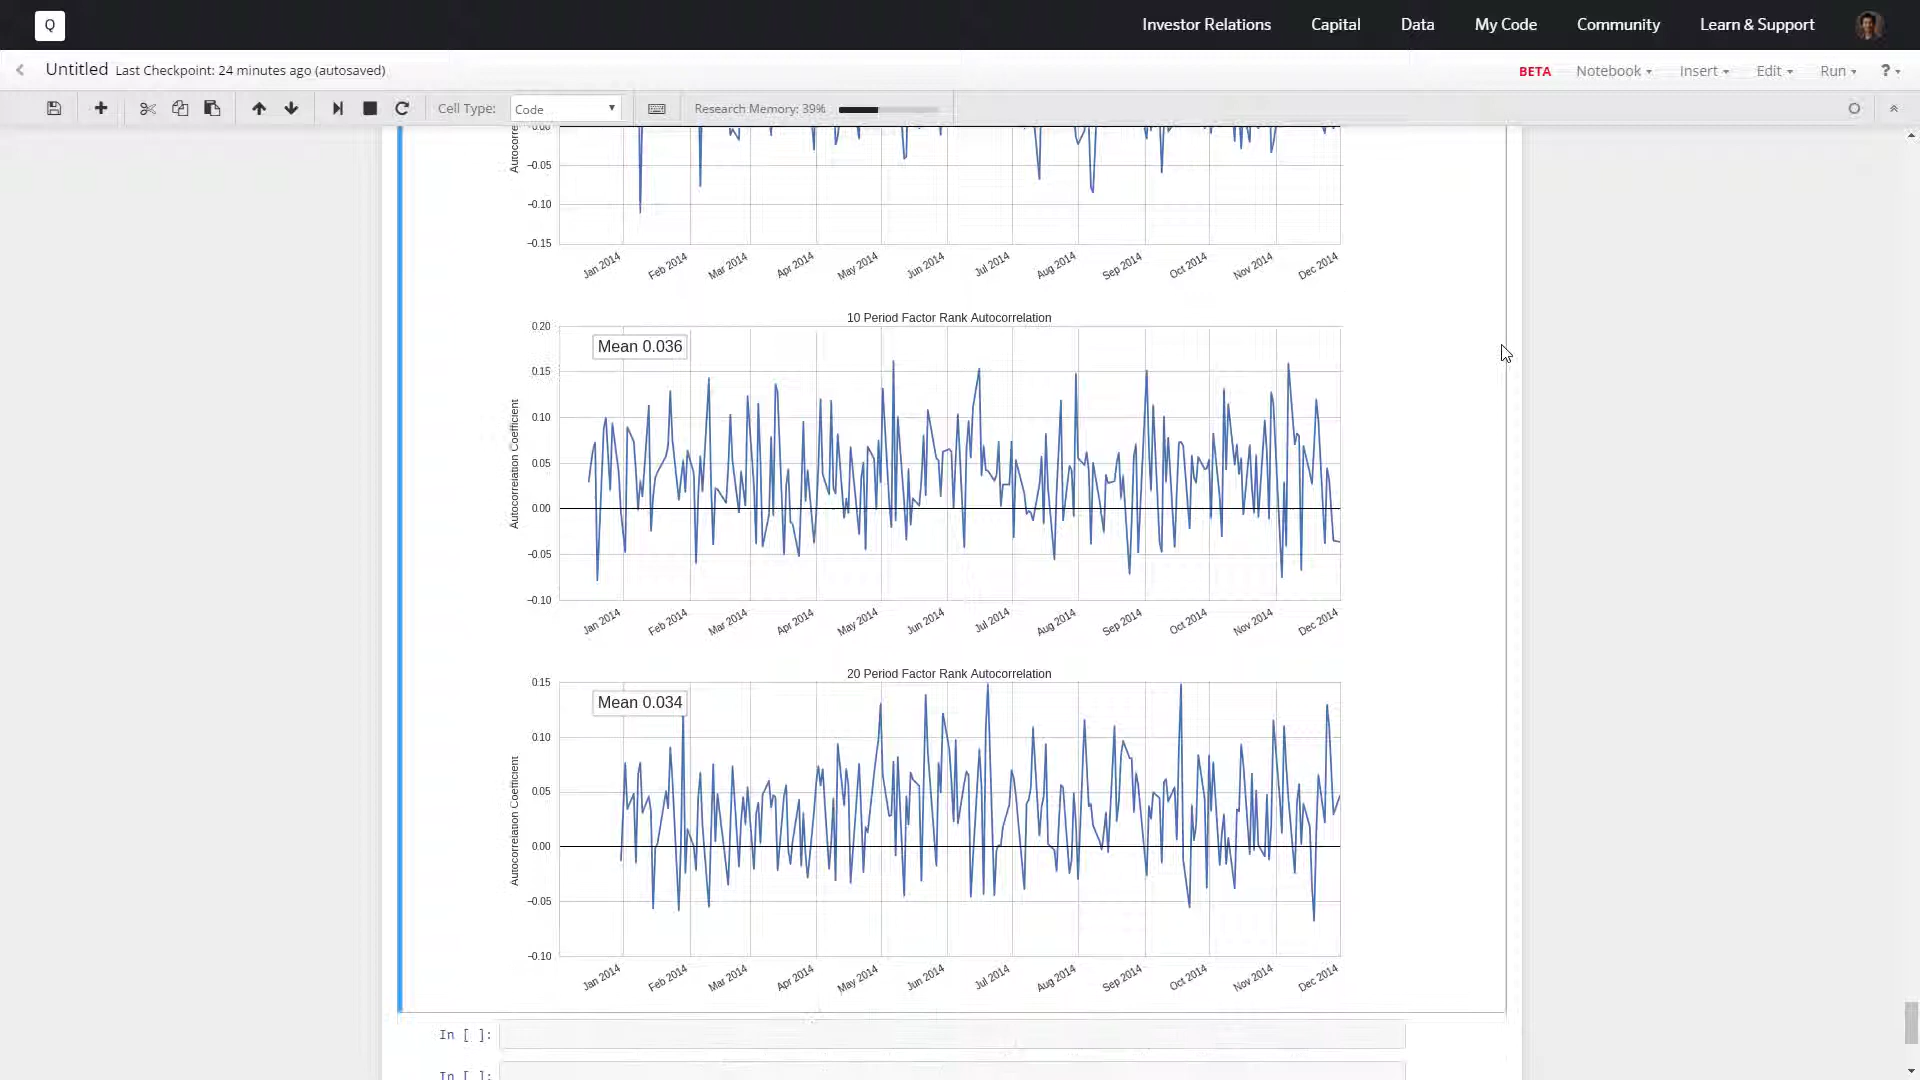 Q
Investor Relations Capital Data My Code Community Learn & Support
Untitled Last Checkpoint: 24 minutes ago (autosaved)
BETA Notebook Insert Edit Run ?
Cell Type: Code Research Memory: 39%
0.00
−0.05
−0.10
−0.15
Autocorre
Jan 2014 Feb 2014 Mar 2014 Apr 2014 May 2014 Jun 2014 Jul 2014 Aug 2014 Sep 2014 Oct 2014 Nov 2014 Dec 2014
10 Period Factor Rank Autocorrelation
Mean 0.036
0.20
0.15
0.10
0.05
0.00
−0.05
−0.10
Autocorrelation Coefficient
Jan 2014 Feb 2014 Mar 2014 Apr 2014 May 2014 Jun 2014 Jul 2014 Aug 2014 Sep 2014 Oct 2014 Nov 2014 Dec 2014
20 Period Factor Rank Autocorrelation
Mean 0.034
0.15
0.10
0.05
0.00
−0.05
−0.10
Autocorrelation Coefficient
Jan 2014 Feb 2014 Mar 2014 Apr 2014 May 2014 Jun 2014 Jul 2014 Aug 2014 Sep 2014 Oct 2014 Nov 2014 Dec 2014
In [ ]:
In [ ]: